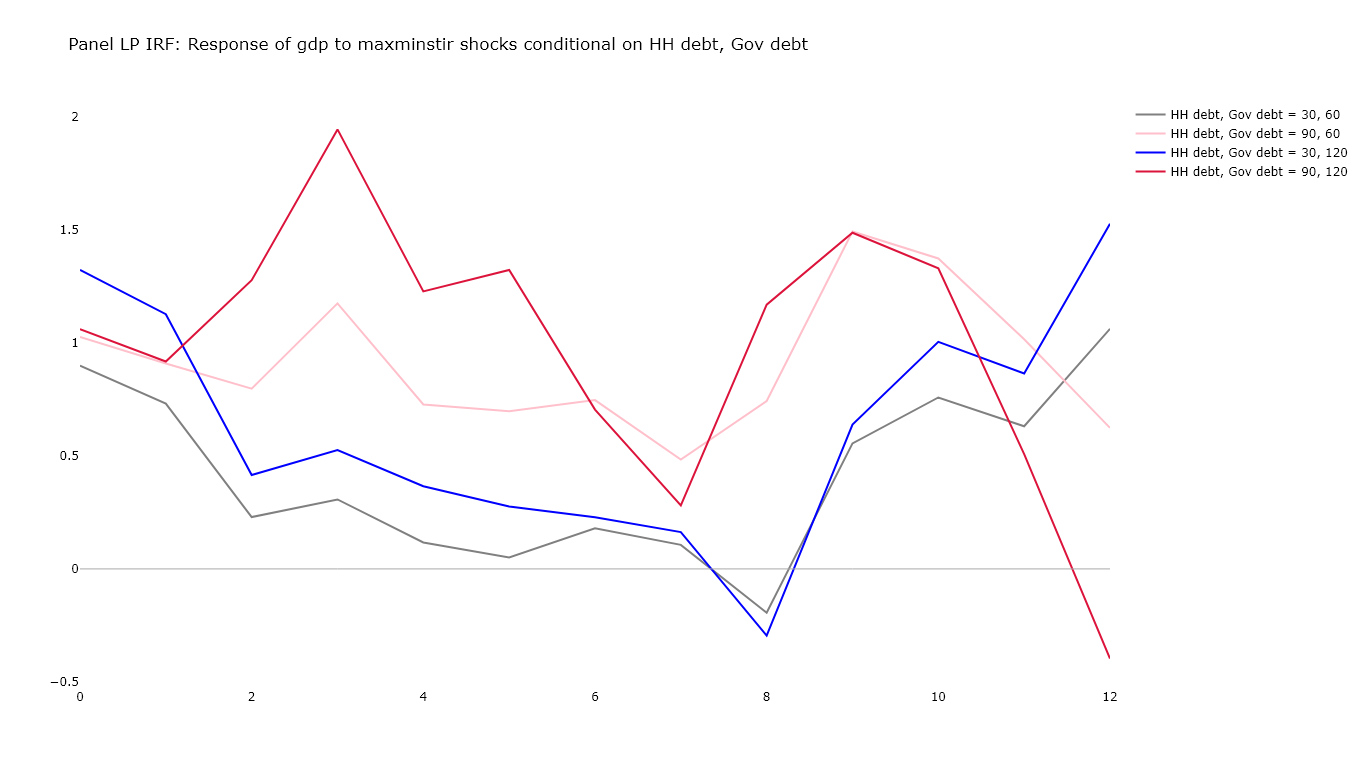 Panel LP IRF: Response of gdp to maxminstir shocks conditional on HH debt, Gov debt
HH debt, Gov debt = 30, 60
HH debt, Gov debt = 90, 60
HH debt, Gov debt = 30, 120
HH debt, Gov debt = 90, 120
2
1.5
1
0.5
0
−0.5
0 2 4 6 8 10 12